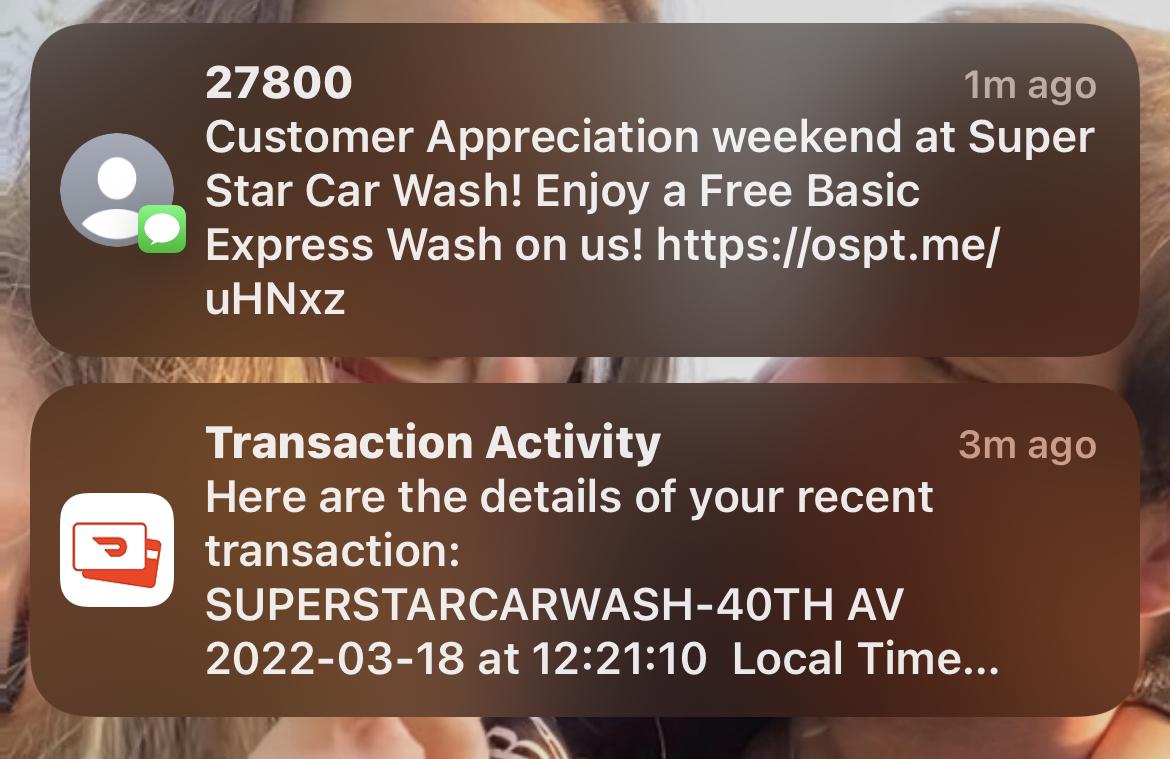 27800
1m ago
Customer Appreciation weekend at Super
Star Car Wash! Enjoy a Free Basic
Express Wash on us! https://ospt.me/
uHNxz
Transaction Activity
3m ago
Here are the details of your recent
transaction:
SUPERSTARCARWASH-40TH AV
2022-03-18 at 12:21:10  Local Time...